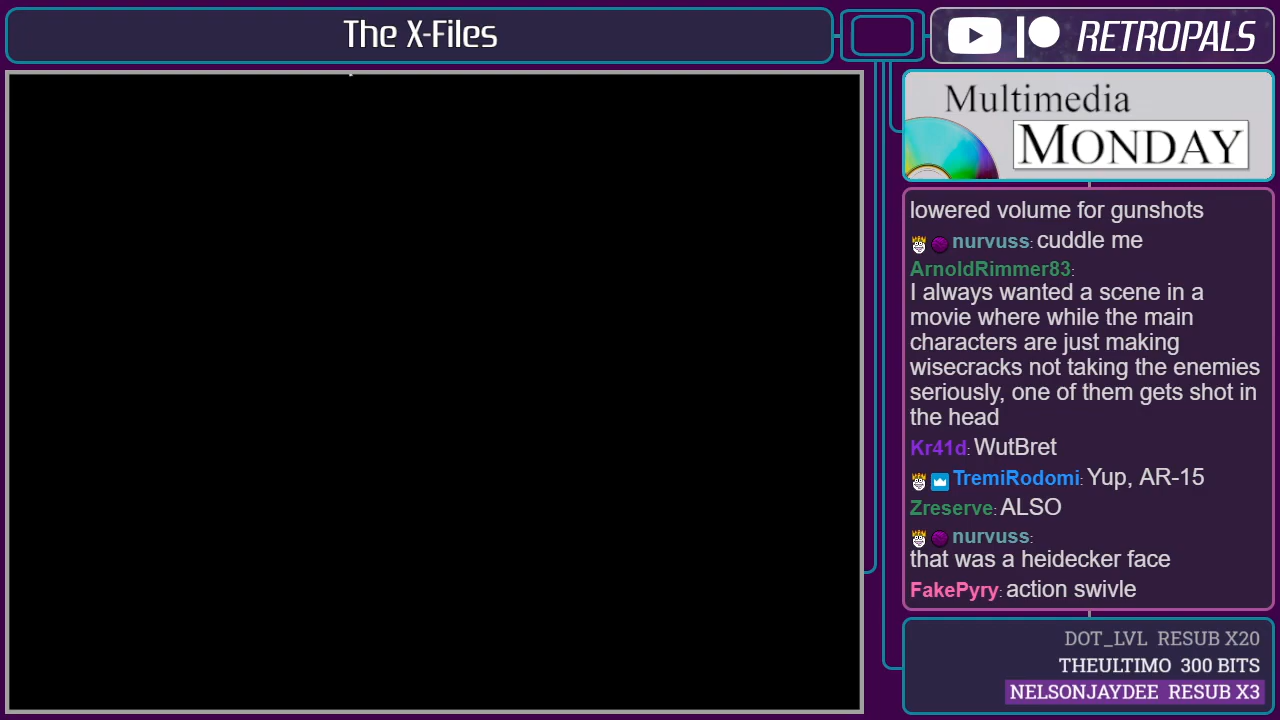 The X-Files
RETROPALS
Multimedia
MONDAY
lowered volume for gunshots
nurvuss: cuddle me
ArnoldRimmer83:
I always wanted a scene in a
movie where while the main
characters are just making
wisecracks not taking the enemies
seriously, one of them gets shot in
the head
Kr41d: WutBret
TremiRodomi: Yup, AR-15
Zreserve: ALSO
nurvuss:
that was a heidecker face
FakePyry: action swivle
DOT_LVL RESUB X20
THEULTIMO 300 BITS
NELSONJAYDEE RESUB X3